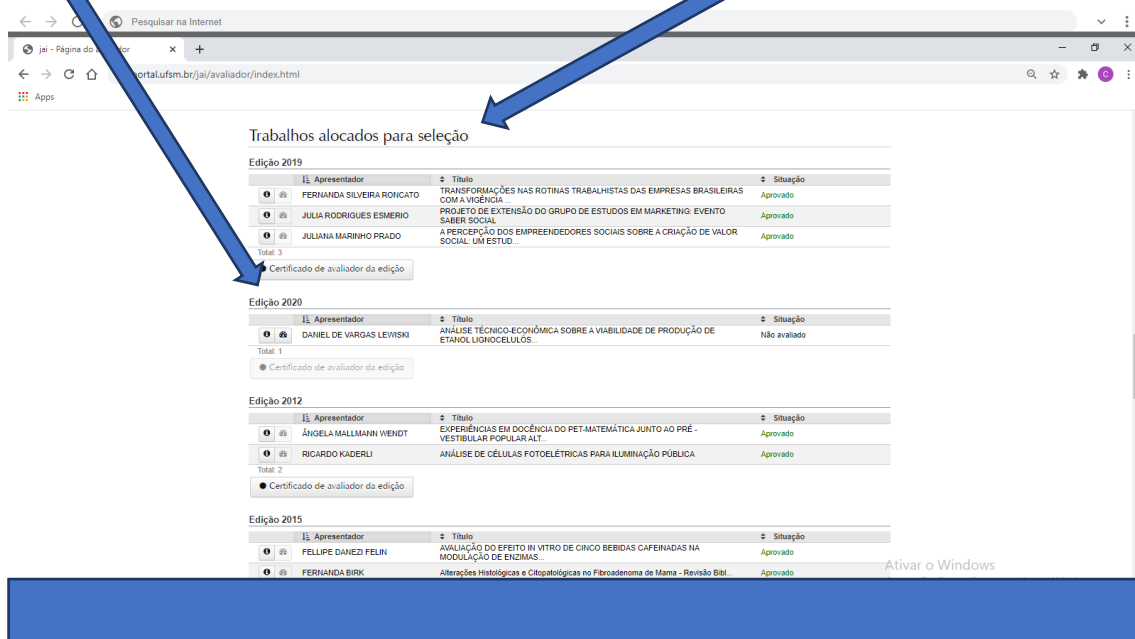 Pesquisar na Internet
jai - Página do a dor
ortal.ufsm.br/jai/avaliador/index.html
C
Apps
Trabalhos alocados para seleção
Edição 2019
Apresentador Título Situação
FERNANDA SILVEIRA RONCATO TRANSFORMAÇÕES NAS ROTINAS TRABALHISTAS DAS EMPRESAS BRASILEIRAS Aprovado
COM A VIGÊNCIA ...
JULIA RODRIGUES ESMERIO PROJETO DE EXTENSÃO DO GRUPO DE ESTUDOS EM MARKETING: EVENTO Aprovado
SABER SOCIAL
JULIANA MARINHO PRADO A PERCEPÇÃO DOS EMPREENDEDORES SOCIAIS SOBRE A CRIAÇÃO DE VALOR Aprovado
SOCIAL: UM ESTUD...
Total: 3
Certificado de avaliador da edição
Edição 2020
Apresentador Título Situação
DANIEL DE VARGAS LEWISKI ANÁLISE TÉCNICO-ECONÔMICA SOBRE A VIABILIDADE DE PRODUÇÃO DE Não avaliado
ETANOL LIGNOCELULÓS...
Total: 1
Certificado de avaliador da edição
Edição 2012
Apresentador Título Situação
ÂNGELA MALLMANN WENDT EXPERIÊNCIAS EM DOCÊNCIA DO PET-MATEMÁTICA JUNTO AO PRÉ - Aprovado
VESTIBULAR POPULAR ALT...
RICARDO KADERLI ANÁLISE DE CÉLULAS FOTOELÉTRICAS PARA ILUMINAÇÃO PÚBLICA Aprovado
Total: 2
Certificado de avaliador da edição
Edição 2015
Apresentador Título Situação
FELLIPE DANEZI FELIN AVALIAÇÃO DO EFEITO IN VITRO DE CINCO BEBIDAS CAFEINADAS NA Aprovado
MODULAÇÃO DE ENZIMAS...
FERNANDA BIRK Alterações Histológicas e Citopatológicas no Fibroadenoma de Mama - Revisão Bibl... Aprovado
Ativar o Windows